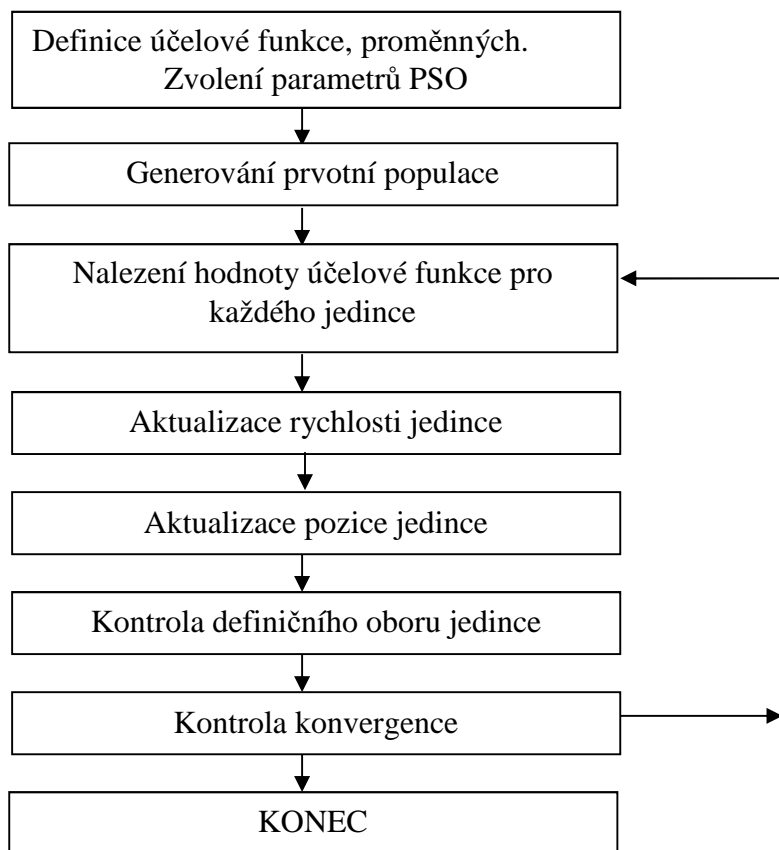 Definice účelové funkce, proměnných.
Zvolení parametrů PSO
Generování prvotní populace
Nalezení hodnoty účelové funkce pro
každého jedince
Aktualizace rychlosti jedince
Aktualizace pozice jedince
Kontrola definičního oboru jedince
Kontrola konvergence
KONEC